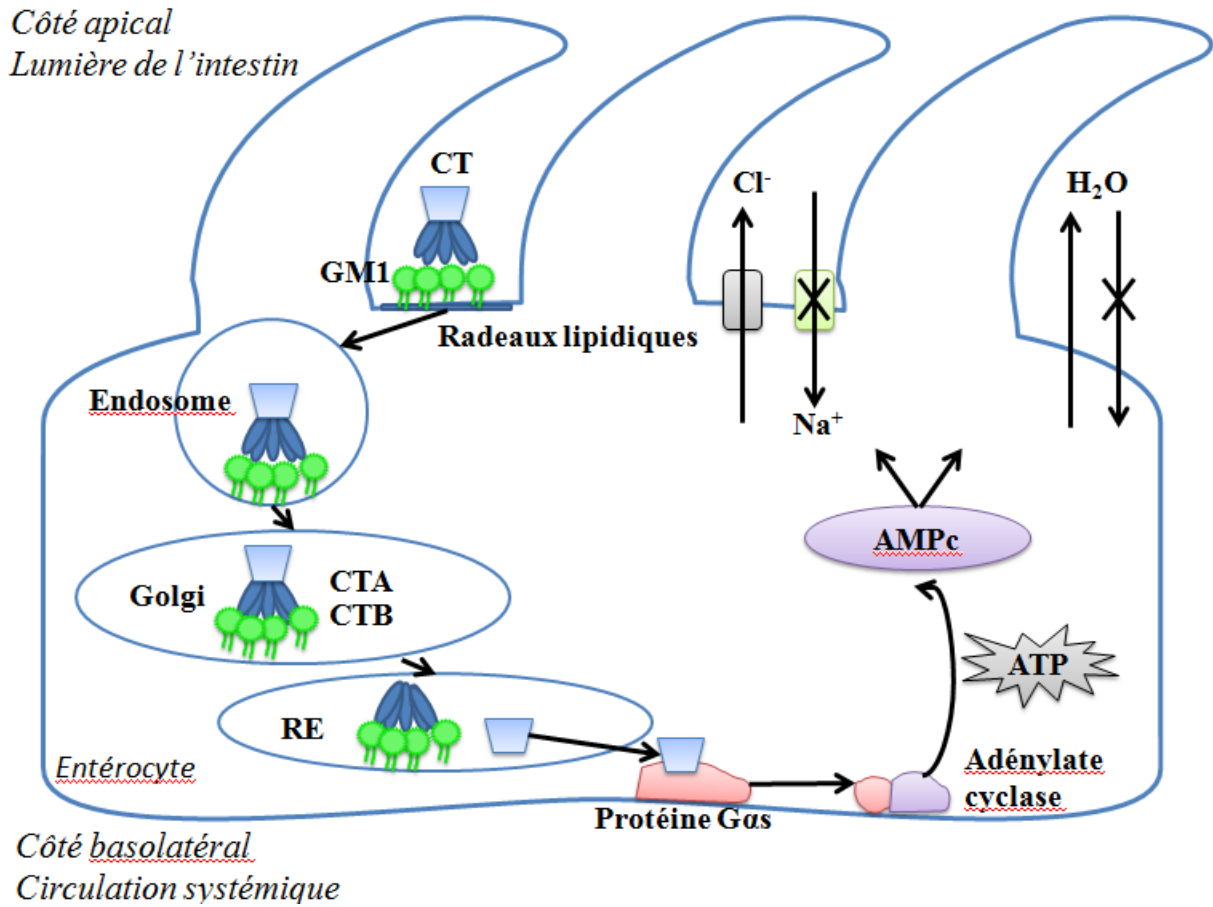 Côté apical
Lumière de l'intestin
CT
GM1
Radeaux lipidiques
Cl⁻
Na⁺
H₂O
Endosome
Golgi
CTA
CTB
RE
AMPc
ATP
Adénylate
cyclase
Protéine Gαs
Entérocyte
Côté basolatéral
Circulation systémique